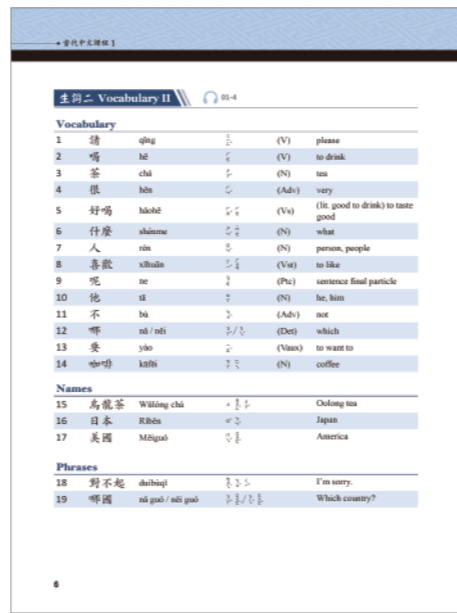 當代中文課程 1
生詞二 Vocabulary II 01-4
Vocabulary
1 請 qǐng (V) please
2 喝 hē (V) to drink
3 茶 chá (N) tea
4 很 hěn (Adv) very
5 好喝 hǎohē (Vs) (lit. good to drink) to taste good
6 什麼 shénme (N) what
7 人 rén (N) person, people
8 喜歡 xǐhuān (Vst) to like
9 呢 ne (Ptc) sentence final particle
10 他 tā (N) he, him
11 不 bù (Adv) not
12 哪 nǎ / něi (Det) which
13 要 yào (Vaux) to want to
14 咖啡 kāfēi (N) coffee
Names
15 烏龍茶 Wūlóng chá Oolong tea
16 日本 Rìběn Japan
17 美國 Měiguó America
Phrases
18 對不起 duìbùqǐ I'm sorry.
19 哪國 nǎ guó / něi guó Which country?
6